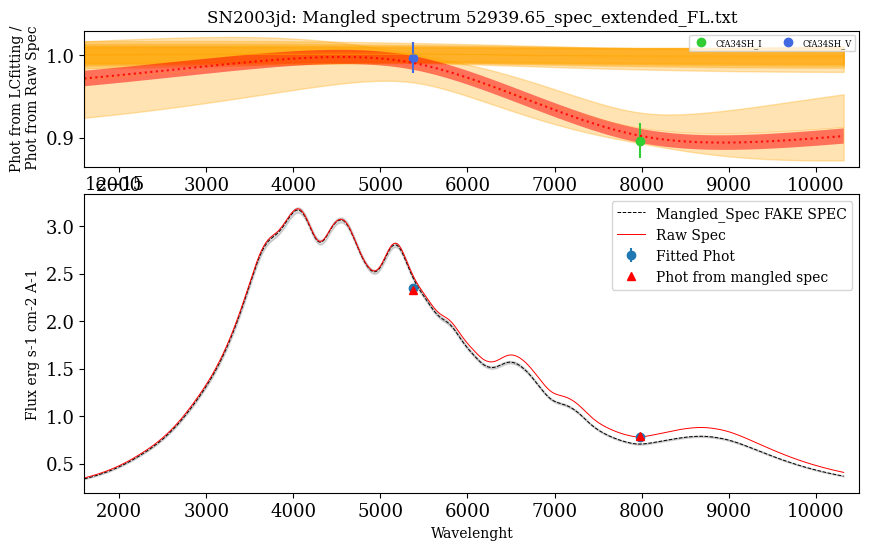 SN2003jd: Mangled spectrum 52939.65_spec_extended_FL.txt
Phot from LCfitting /
Phot from Raw Spec
1.0
0.9
CfA34SH_I
CfA34SH_V
2000 3000 4000 5000 6000 7000 8000 9000 10000
1e−15
Flux erg s-1 cm-2 A-1
3.0
2.5
2.0
1.5
1.0
0.5
Mangled_Spec FAKE SPEC
Raw Spec
Fitted Phot
Phot from mangled spec
2000 3000 4000 5000 6000 7000 8000 9000 10000
Wavelenght